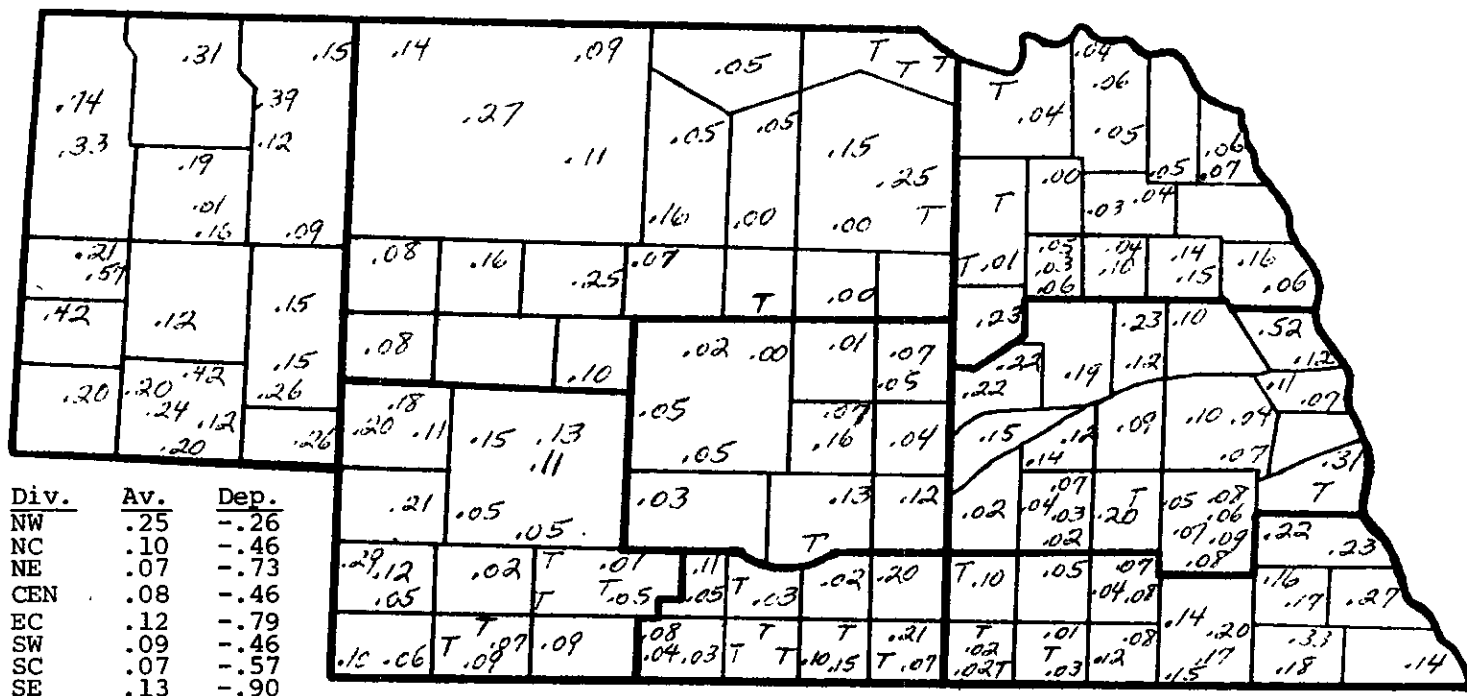 .31 .15 .14 .09 .05 T T T .04
.74 .39 .27 T .06
.33 .12 .11 .05 .05 .15 .04 .05 .06
.19 .25 .00 .05 .07
.01 .16 .00 T T .03 .04
.16 .09 .00
.21 .08 .16 .07 .05 .04 .14 .16
.57 .25 T .00 T .01 .03 .10 .15 .06
.42 .12 .15 .06
.08 .02 .00 .01 .07 .23 .23 .10 .52
.15 .10 .05 .22 .19 .12 .12
.20 .20 .42 .26 .05 .22 .11 .07
.24 .12 .18 .07 .09 .10 .04
.20 .26 .20 .11 .15 .13 .05 .16 .04 .15 .12 .07
.11 .14 .31
.21 .05 .03 .13 .12 .02 .07 T .05 .08 T
.05 T .04 .03 .20 .06
.02 .07 .09 .22 .23
.08
.29 .12 .02 T .01 .11 T .02 .20 T .10 .05 .07 .16
.05 T T .05 .05 .03 .04 .08 .17 .27
.10 .06 T T .07 .09 .08 T T .21 T .01 .08 .14 .20 .33
.09 .04 .03 T T .10 .15 T .07 .02 T .12 .17 .18 .14
.02 T .03 .15
Div. Av. Dep.
NW .25 -.26
NC .10 -.46
NE .07 -.73
CEN .08 -.46
EC .12 -.79
SW .09 -.46
SC .07 -.57
SE .13 -.90